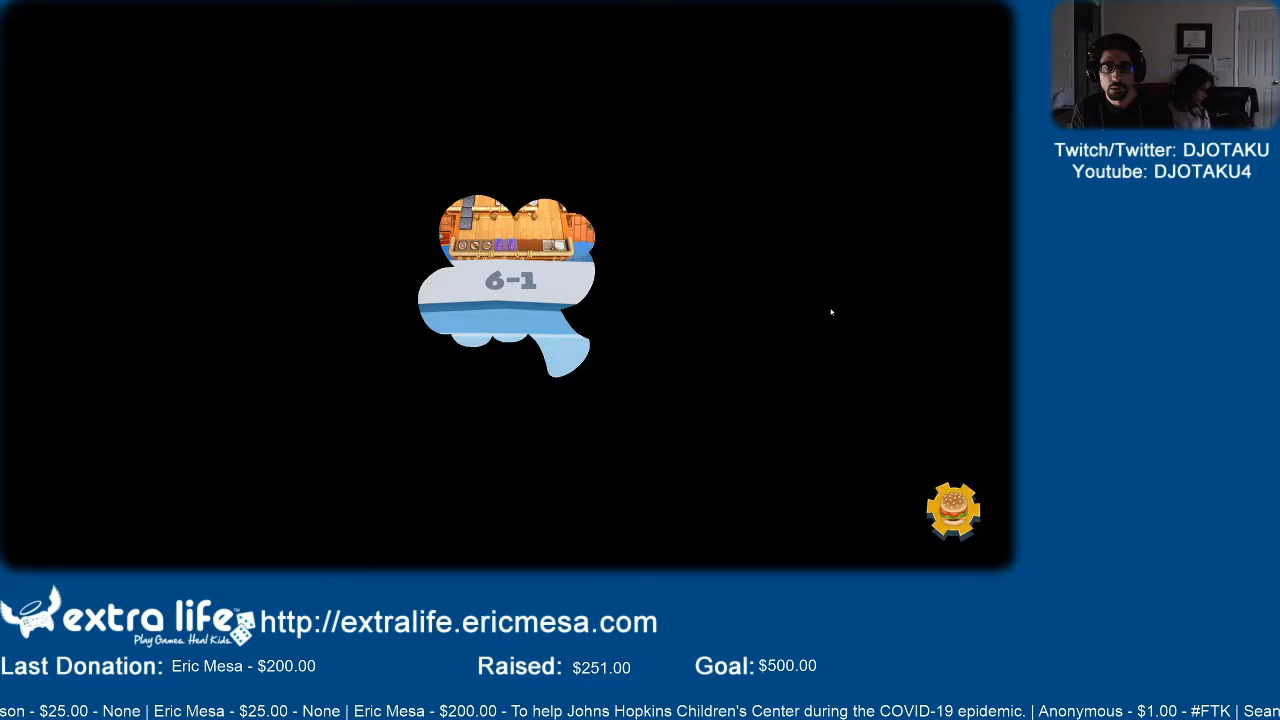 Twitch/Twitter: DJOTAKU
Youtube: DJOTAKU4
6-1
extra life
Play Games. Heal Kids.
http://extralife.ericmesa.com
Last Donation: Eric Mesa - $200.00
Raised: $251.00
Goal: $500.00
son - $25.00 - None | Eric Mesa - $25.00 - None | Eric Mesa - $200.00 - To help Johns Hopkins Children's Center during the COVID-19 epidemic. | Anonymous - $1.00 - #FTK | Sean